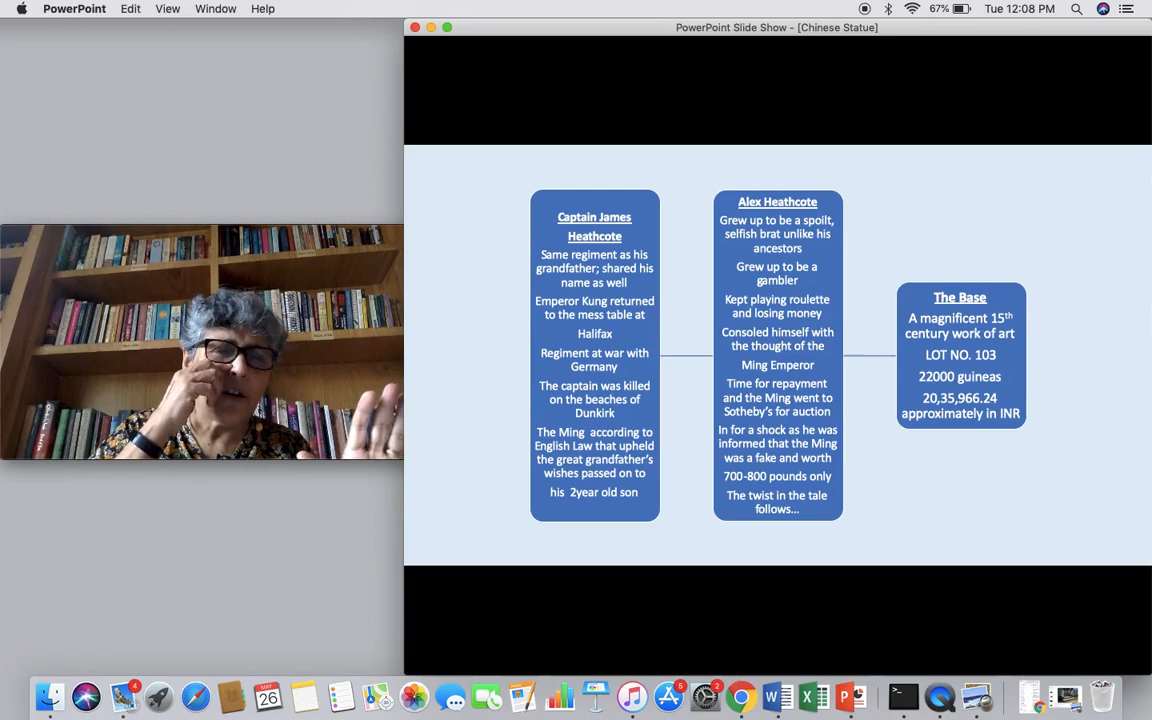 PowerPoint Edit View Window Help 67% Tue 12:08 PM
PowerPoint Slide Show - [Chinese Statue]
Captain James
Heathcote
Same regiment as his
grandfather; shared his
name as well
Emperor Kung returned
to the mess table at
Halifax
Regiment at war with
Germany
The captain was killed
on the beaches of
Dunkirk
The Ming according to
English Law that upheld
the great grandfather's
wishes passed on to
his 2year old son
Alex Heathcote
Grew up to be a spoilt,
selfish brat unlike his
ancestors
Grew up to be a
gambler
Kept playing roulette
and losing money
Consoled himself with
the thought of the
Ming Emperor
Time for repayment
and the Ming went to
Sotheby's for auction
In for a shock as he was
informed that the Ming
was a fake and worth
700-800 pounds only
The twist in the tale
follows...
The Base
A magnificent 15th
century work of art
LOT NO. 103
22000 guineas
20,35,966.24
approximately in INR
4
MAY
26
5
2